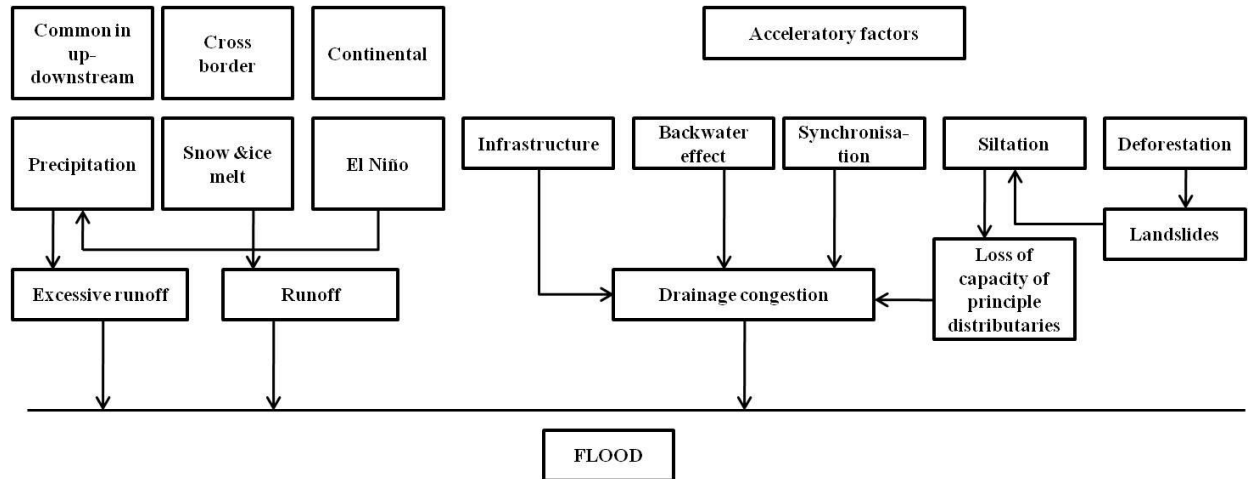 Common in
up-
downstream
Cross
border
Continental
Acceleratory factors
Precipitation
Snow &ice
melt
El Niño
Infrastructure
Backwater
effect
Synchronisa-
tion
Siltation
Deforestation
Landslides
Excessive runoff
Runoff
Drainage congestion
Loss of
capacity of
principle
distributaries
FLOOD